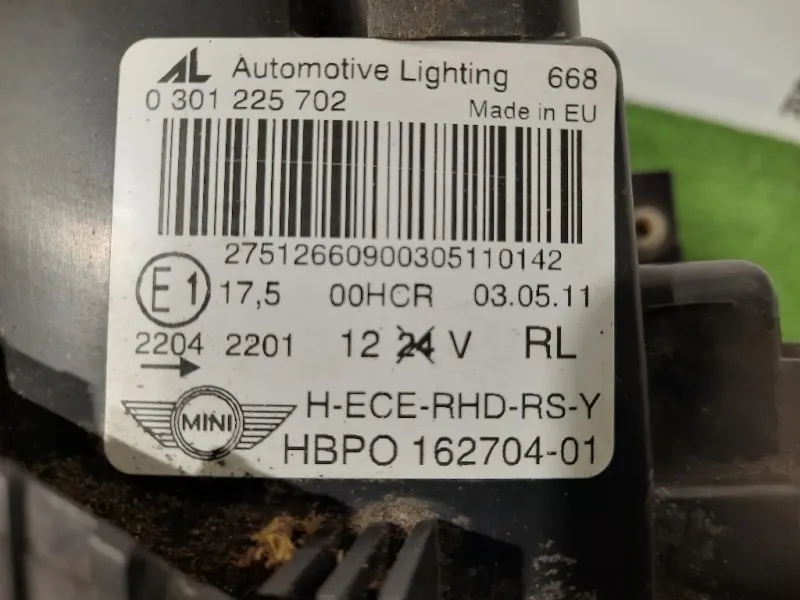 AL Automotive Lighting 668
0 301 225 702 Made in EU
27512660900305110142
E1 17,5 00HCR 03.05.11
2204 2201 12 24 V RL
MINI H-ECE-RHD-RS-Y
HBPO 162704-01